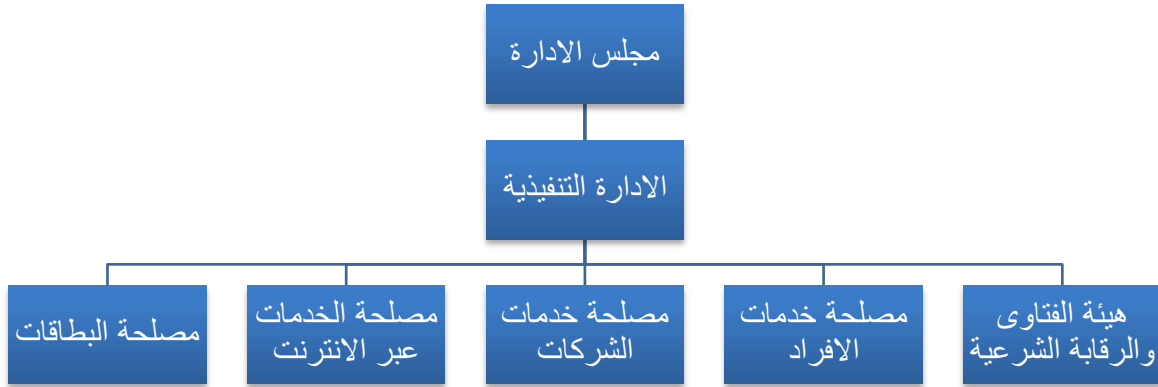 مجلس الادارة
الادارة التنفيذية
هيئة الفتاوى
والرقابة الشرعية
مصلحة خدمات
الافراد
مصلحة خدمات
الشركات
مصلحة الخدمات
عبر الانترنت
مصلحة البطاقات